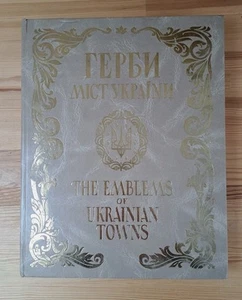 ГЕРБИ
МІСТ УКРАЇНИ
THE EMBLEMS
OF
UKRAINIAN
TOWNS